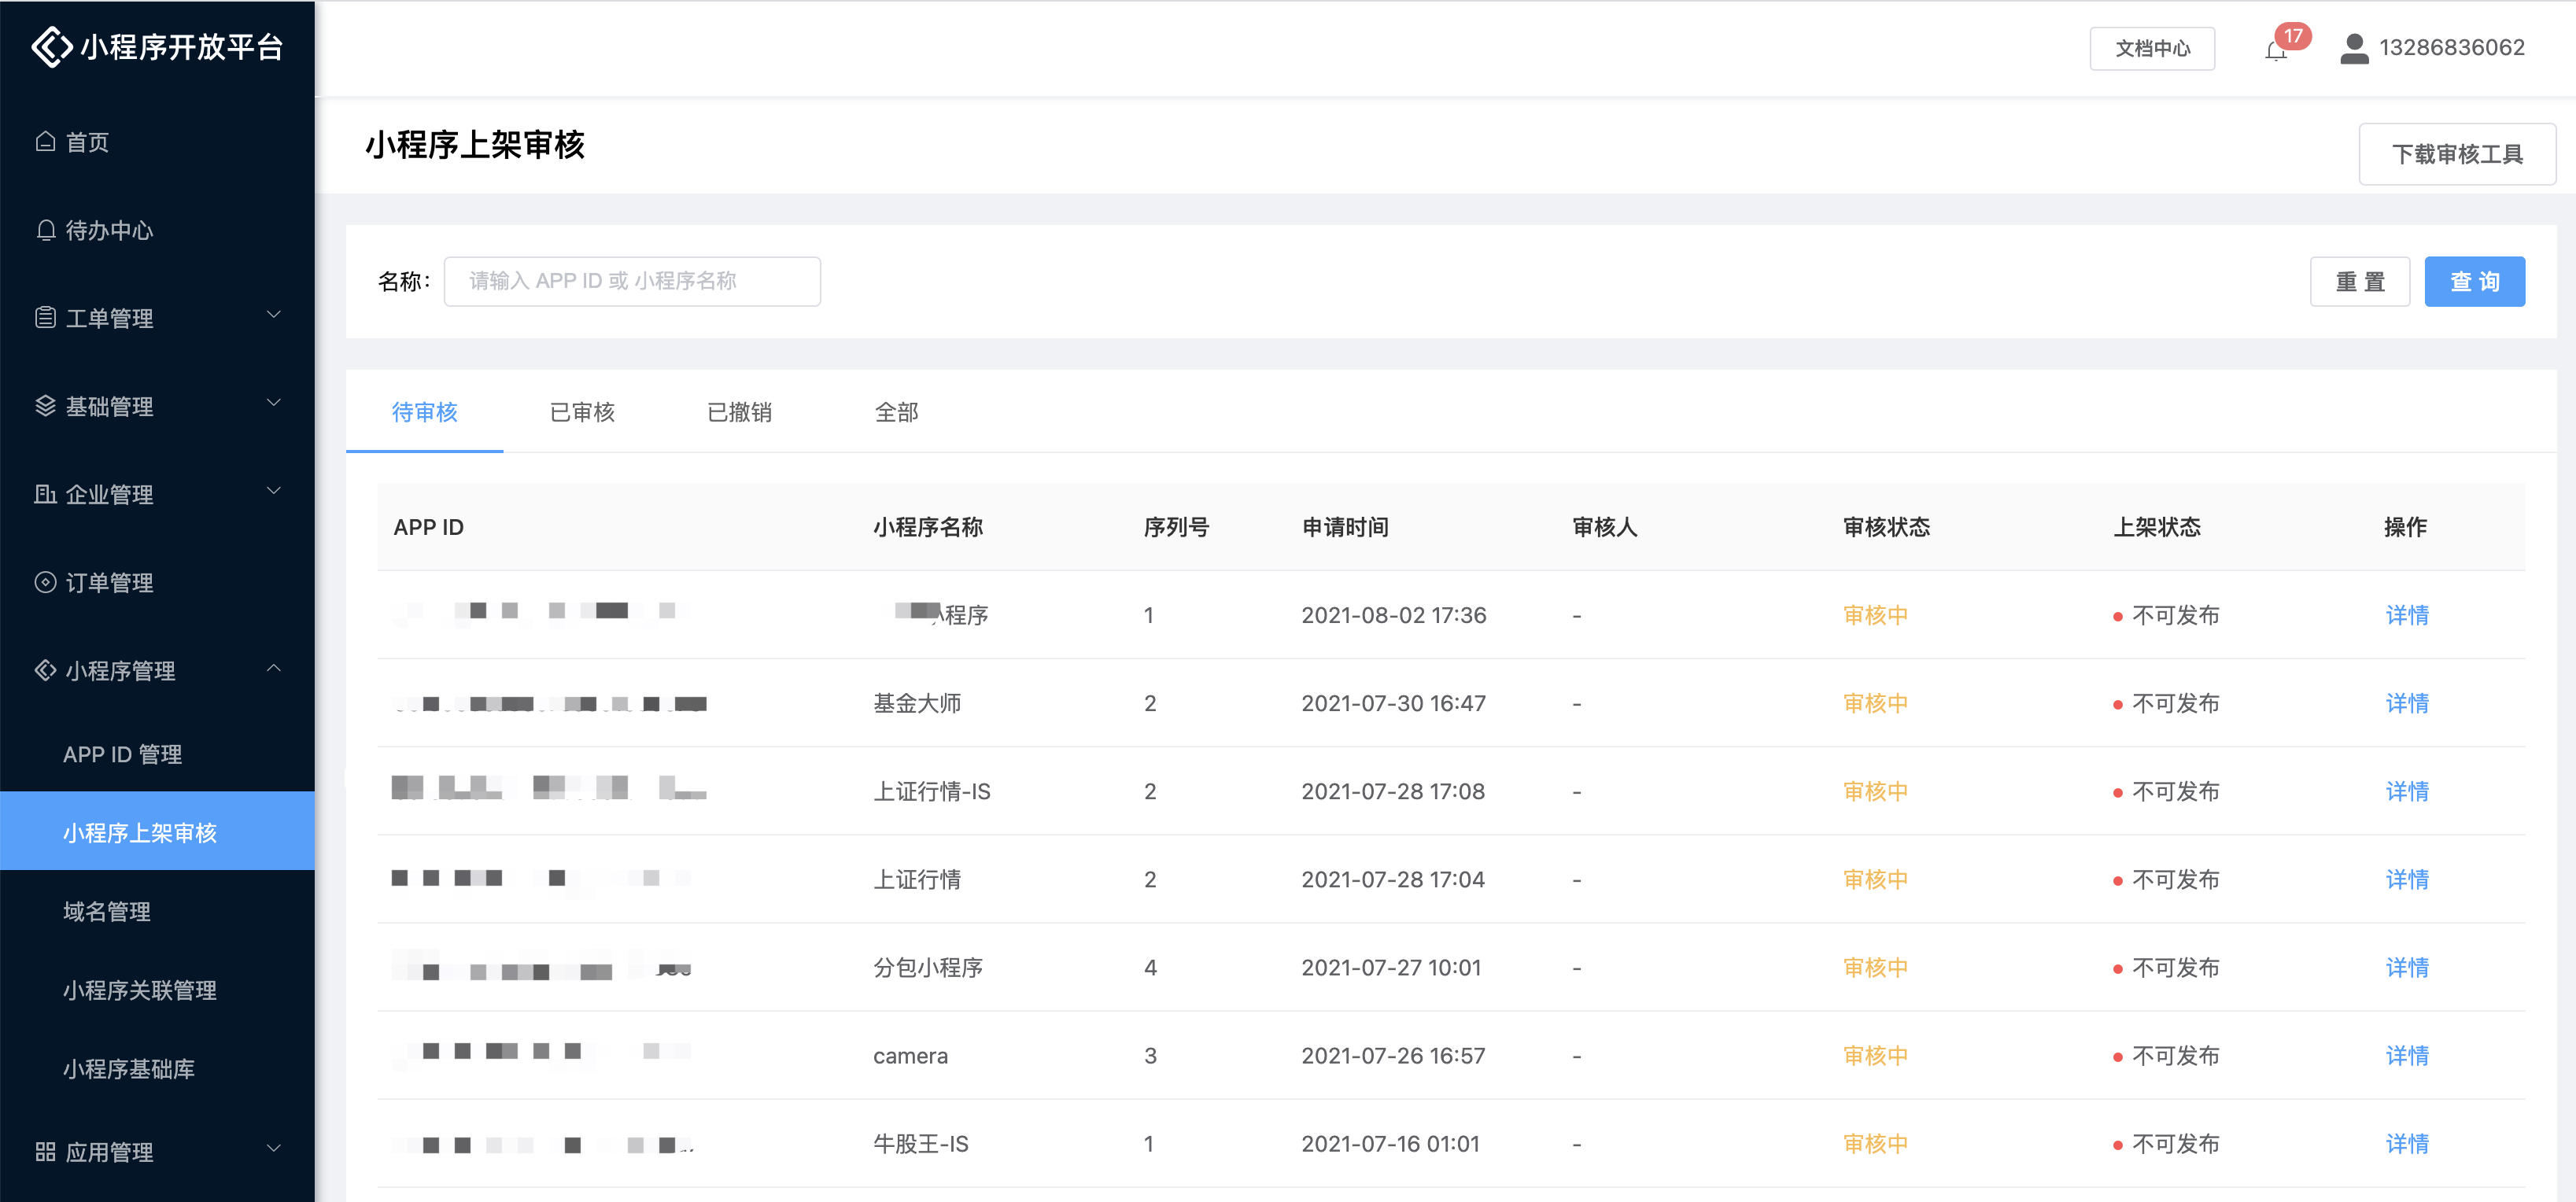 小程序开放平台
文档中心
17
13286836062
首页
待办中心
工单管理
基础管理
企业管理
订单管理
小程序管理
APP ID 管理
小程序上架审核
域名管理
小程序关联管理
小程序基础库
应用管理
小程序上架审核
下载审核工具
名称：
请输入 APP ID 或 小程序名称
重 置
查 询
待审核 已审核 已撤销 全部
APP ID 小程序名称 序列号 申请时间 审核人 审核状态 上架状态 操作
小程序 1 2021-08-02 17:36 - 审核中 不可发布 详情
基金大师 2 2021-07-30 16:47 - 审核中 不可发布 详情
上证行情-IS 2 2021-07-28 17:08 - 审核中 不可发布 详情
上证行情 2 2021-07-28 17:04 - 审核中 不可发布 详情
分包小程序 4 2021-07-27 10:01 - 审核中 不可发布 详情
camera 3 2021-07-26 16:57 - 审核中 不可发布 详情
牛股王-IS 1 2021-07-16 01:01 - 审核中 不可发布 详情